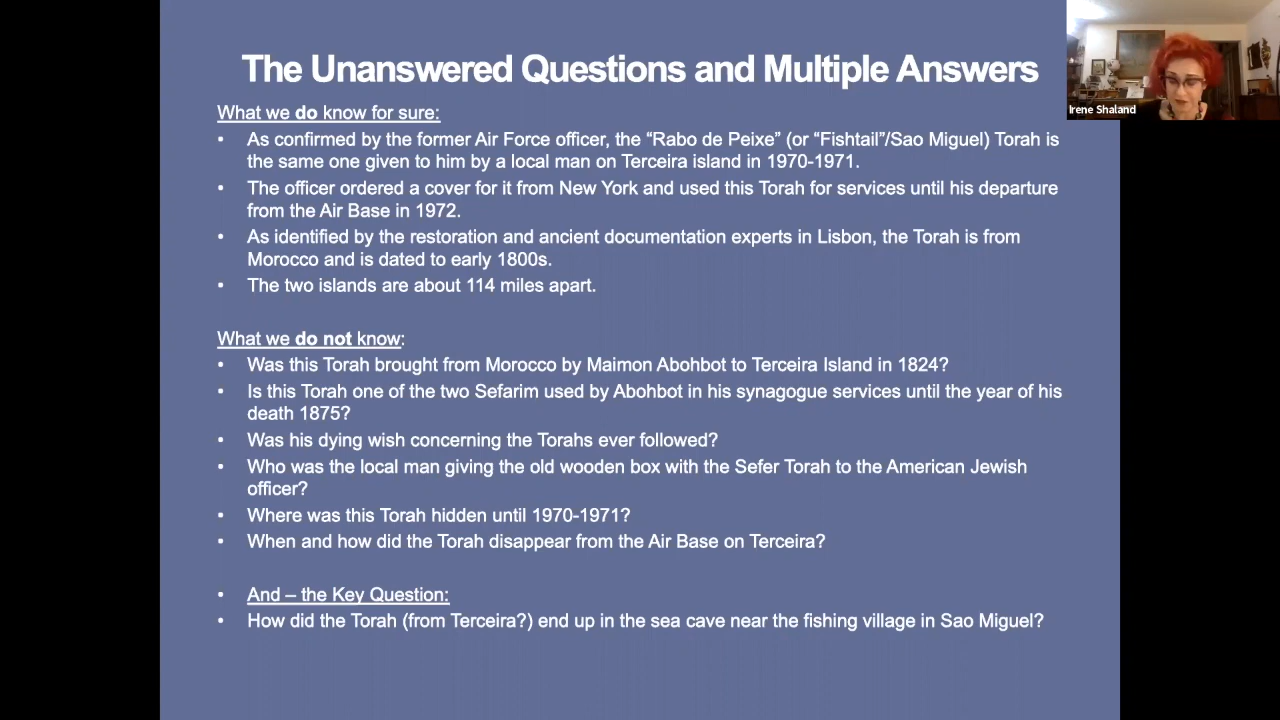 The Unanswered Questions and Multiple Answers
Irene Shaland
What we do know for sure:
• As confirmed by the former Air Force officer, the “Rabo de Peixe” (or “Fishtail”/Sao Miguel) Torah is
the same one given to him by a local man on Terceira island in 1970-1971.
• The officer ordered a cover for it from New York and used this Torah for services until his departure
from the Air Base in 1972.
• As identified by the restoration and ancient documentation experts in Lisbon, the Torah is from
Morocco and is dated to early 1800s.
• The two islands are about 114 miles apart.
What we do not know:
• Was this Torah brought from Morocco by Maimon Abohbot to Terceira Island in 1824?
• Is this Torah one of the two Sefarim used by Abohbot in his synagogue services until the year of his
death 1875?
• Was his dying wish concerning the Torahs ever followed?
• Who was the local man giving the old wooden box with the Sefer Torah to the American Jewish
officer?
• Where was this Torah hidden until 1970-1971?
• When and how did the Torah disappear from the Air Base on Terceira?
• And – the Key Question:
• How did the Torah (from Terceira?) end up in the sea cave near the fishing village in Sao Miguel?